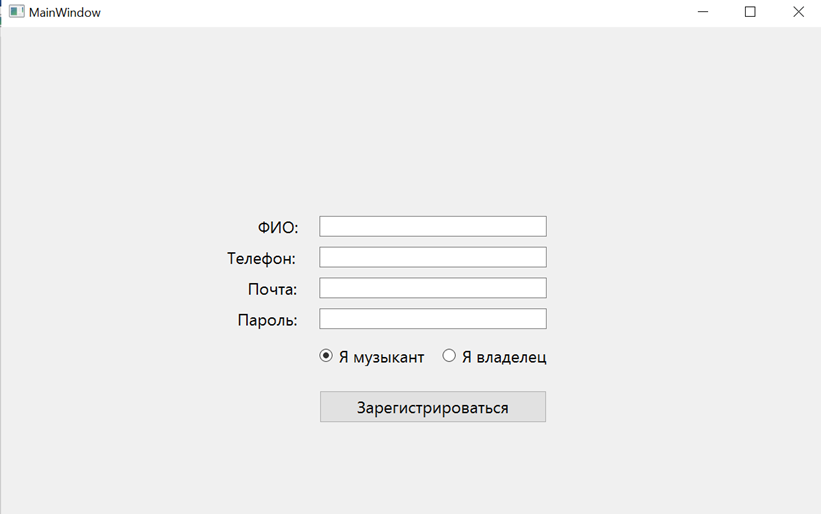 MainWindow
ФИО:
Телефон:
Почта:
Пароль:
Я музыкант Я владелец
Зарегистрироваться